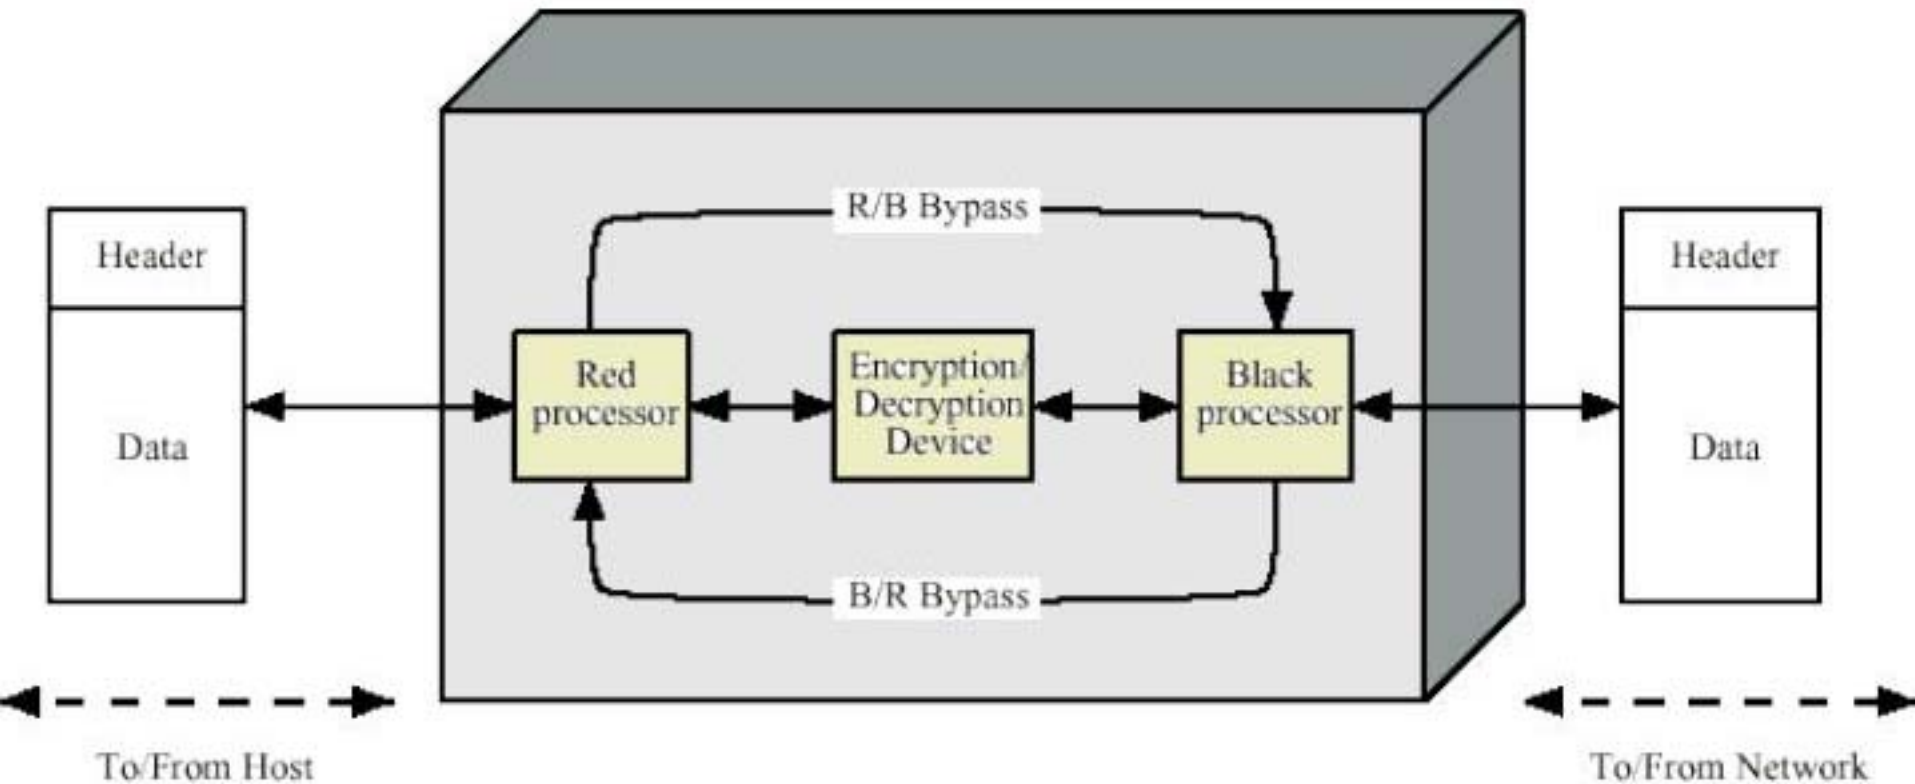 R/B Bypass
Header
Data
Red
processor
Encryption/
Decryption
Device
Black
processor
Header
Data
B/R Bypass
To/From Host
To/From Network